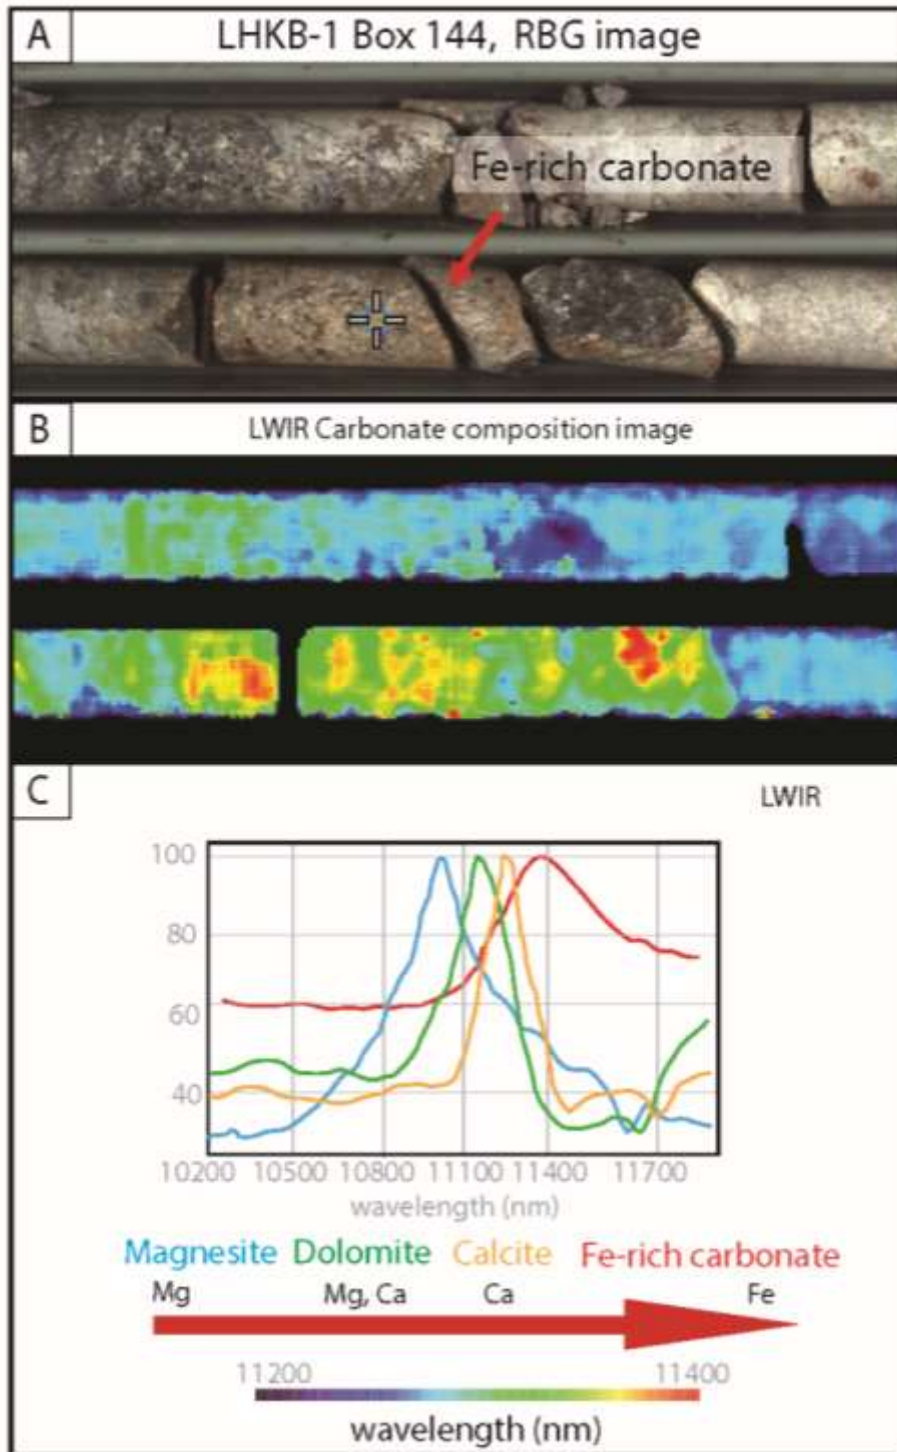 A
LHKB-1 Box 144, RBG image
Fe-rich carbonate
B
LWIR Carbonate composition image
C
LWIR
100
80
60
40
10200 10500 10800 11100 11400 11700
wavelength (nm)
Magnesite Dolomite Calcite Fe-rich carbonate
Mg Mg, Ca Ca Fe
11200 11400
wavelength (nm)